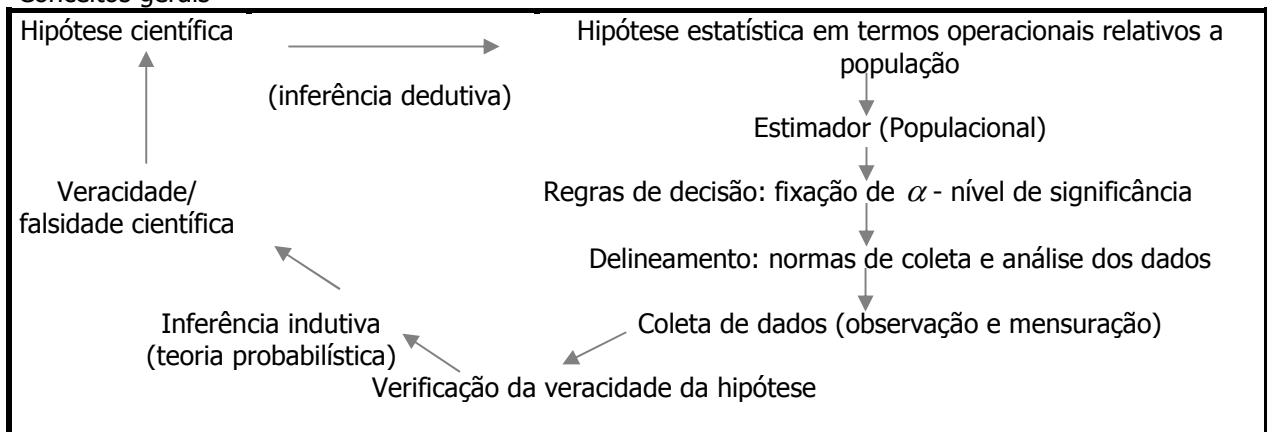 Conceitos gerais
Hipótese científica
Hipótese estatística em termos operacionais relativos a
população
(inferência dedutiva)
Estimador (Populacional)
Regras de decisão: fixação de α - nível de significância
Delineamento: normas de coleta e análise dos dados
Coleta de dados (observação e mensuração)
Verificação da veracidade da hipótese
Inferência indutiva
(teoria probabilística)
Veracidade/
falsidade científica